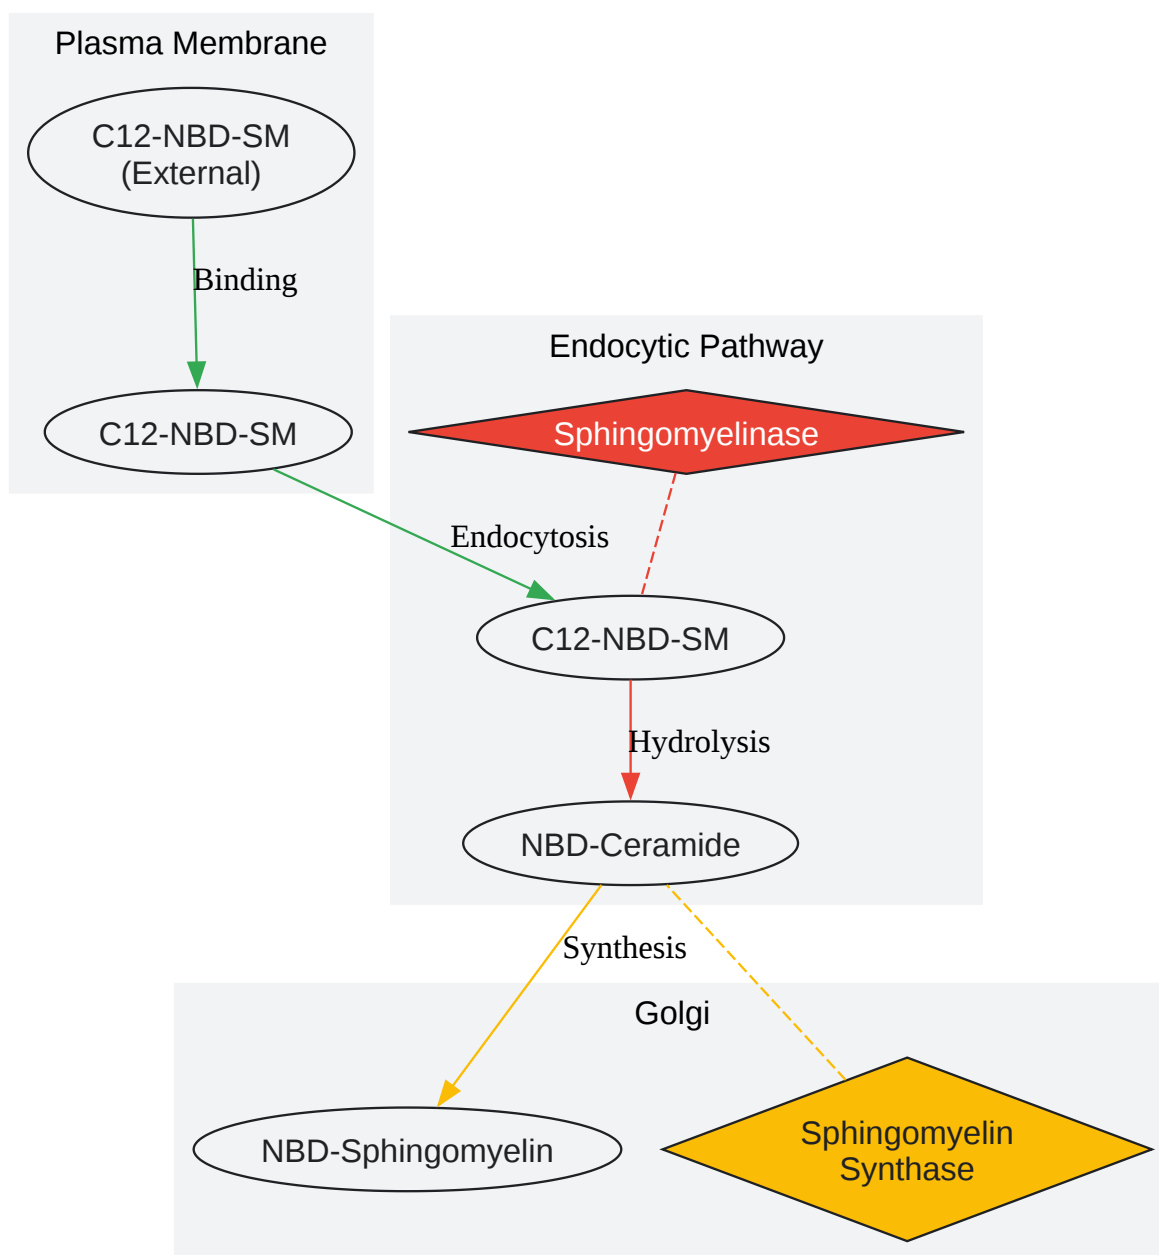 Plasma Membrane
C12-NBD-SM
(External)
Binding
C12-NBD-SM
Endocytic Pathway
Sphingomyelinase
Endocytosis
C12-NBD-SM
Hydrolysis
NBD-Ceramide
Synthesis
Golgi
NBD-Sphingomyelin
Sphingomyelin
Synthase